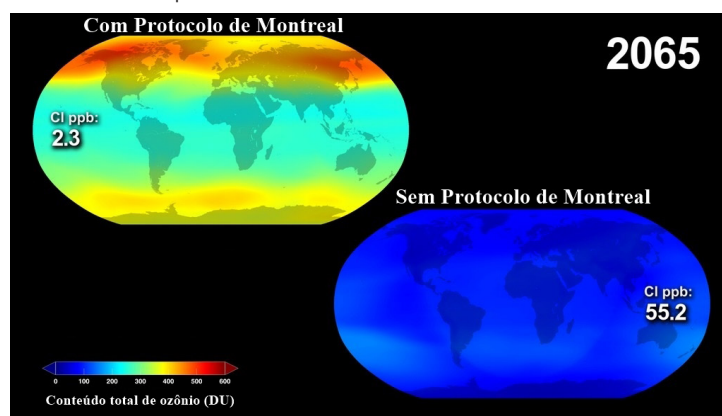 Com Protocolo de Montreal
2065
Cl ppb:
2.3
Sem Protocolo de Montreal
Cl ppb:
55.2
0 100 200 300 400 500 600
Conteúdo total de ozônio (DU)